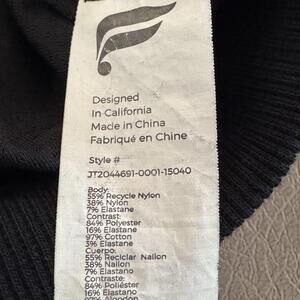 Designed
In California
Made in China
Fabriqué en Chine
Style #
JT2044691-0001-15040
Body:
55% Recycle Nylon
38% Nylon
7% Elastane
Contrast:
84% Polyester
16% Elastane
97% Cotton
3% Elastane
Cuerpo:
55% Reciclar Nailon
38% Nailon
7% Elastano
Contraste:
84% Poliéster
16% Elastano
97% Algodon